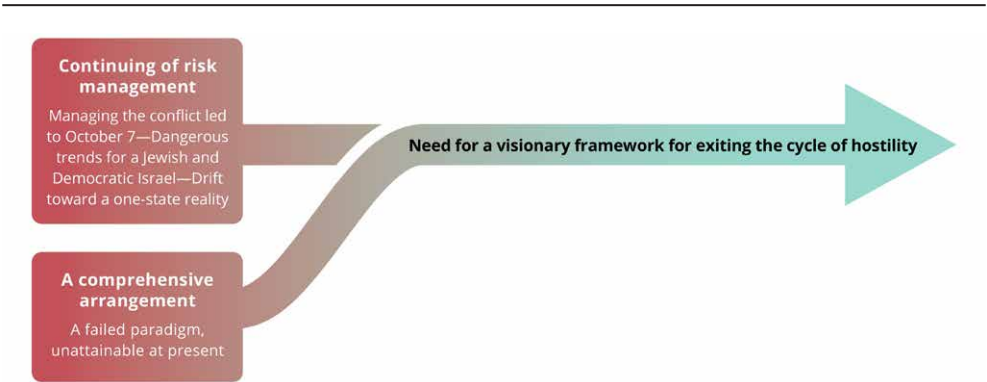 Continuing of risk
management
Managing the conflict led
to October 7—Dangerous
trends for a Jewish and
Democratic Israel—Drift
toward a one-state reality
Need for a visionary framework for exiting the cycle of hostility
A comprehensive
arrangement
A failed paradigm,
unattainable at present